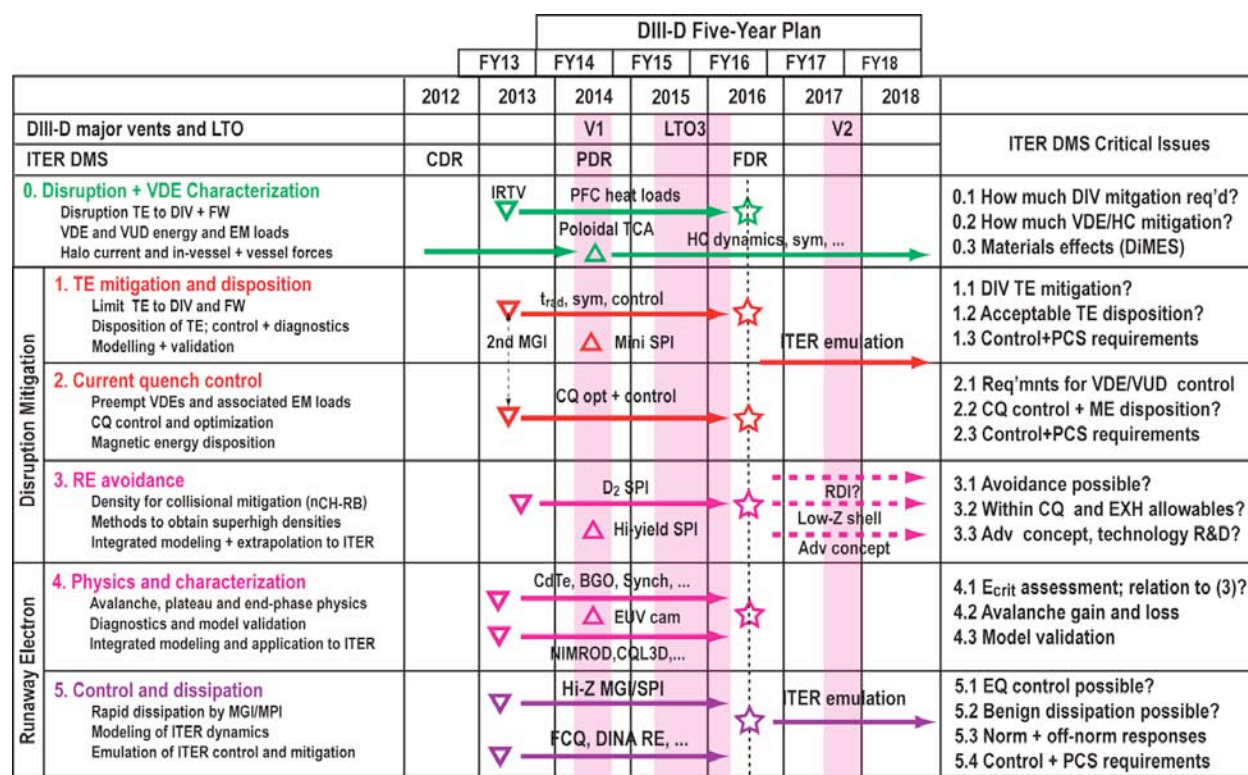 DIII-D Five-Year Plan
FY13 FY14 FY15 FY16 FY17 FY18
2012 2013 2014 2015 2016 2017 2018
DIII-D major vents and LTO V1 LTO3 V2
ITER DMS Critical Issues
ITER DMS CDR PDR FDR
0. Disruption + VDE Characterization
Disruption TE to DIV + FW
VDE and VUD energy and EM loads
Halo current and in-vessel + vessel forces
IRTV
PFC heat loads
Poloidal TCA
HC dynamics, sym, ...
0.1 How much DIV mitgation req'd?
0.2 How much VDE/HC mitigation?
0.3 Materials effects (DiMES)
Disruption Mitigation
1. TE mitigation and disposition
Limit TE to DIV and FW
Disposition of TE; control + diagnostics
Modelling + validation
trad, sym, control
2nd MGI
Mini SPI
ITER emulation
1.1 DIV TE mitigation?
1.2 Acceptable TE disposition?
1.3 Control+PCS requirements
2. Current quench control
Preempt VDEs and associated EM loads
CQ control and optimization
Magnetic energy disposition
CQ opt + control
2.1 Req'mnts for VDE/VUD control
2.2 CQ control + ME disposition?
2.3 Control+PCS requirements
3. RE avoidance
Density for collisional mitigation (nCH-RB)
Methods to obtain superhigh densities
Integrated modeling + extrapolation to ITER
D2 SPI
Hi-yield SPI
RDI?
Low-Z shell
Adv concept
3.1 Avoidance possible?
3.2 Within CQ and EXH allowables?
3.3 Adv concept, technology R&D?
Runaway Electron
4. Physics and characterization
Avalanche, plateau and end-phase physics
Diagnostics and model validation
Integrated modeling and application to ITER
CdTe, BGO, Synch, ...
EUV cam
NIMROD,CQL3D,...
4.1 Ecrit assessment; relation to (3)?
4.2 Avalanche gain and loss
4.3 Model validation
5. Control and dissipation
Rapid dissipation by MGI/MPI
Modeling of ITER dynamics
Emulation of ITER control and mitigation
Hi-Z MGI/SPI
FCQ, DINA RE, ...
ITER emulation
5.1 EQ control possible?
5.2 Benign dissipation possible?
5.3 Norm + off-norm responses
5.4 Control + PCS requirements